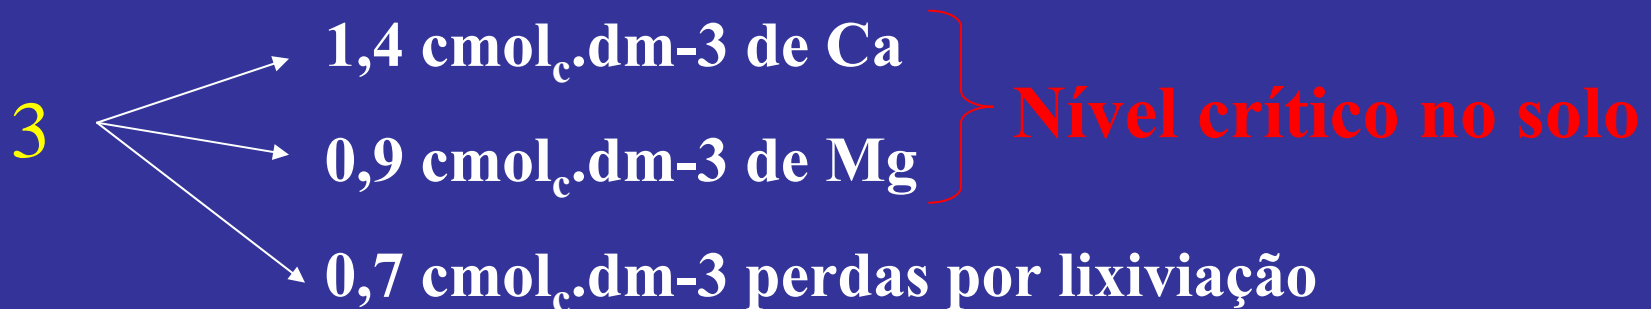 1,4 cmolc.dm-3 de Ca
3
Nível crítico no solo
0,9 cmolc.dm-3 de Mg
0,7 cmolc.dm-3 perdas por lixiviação